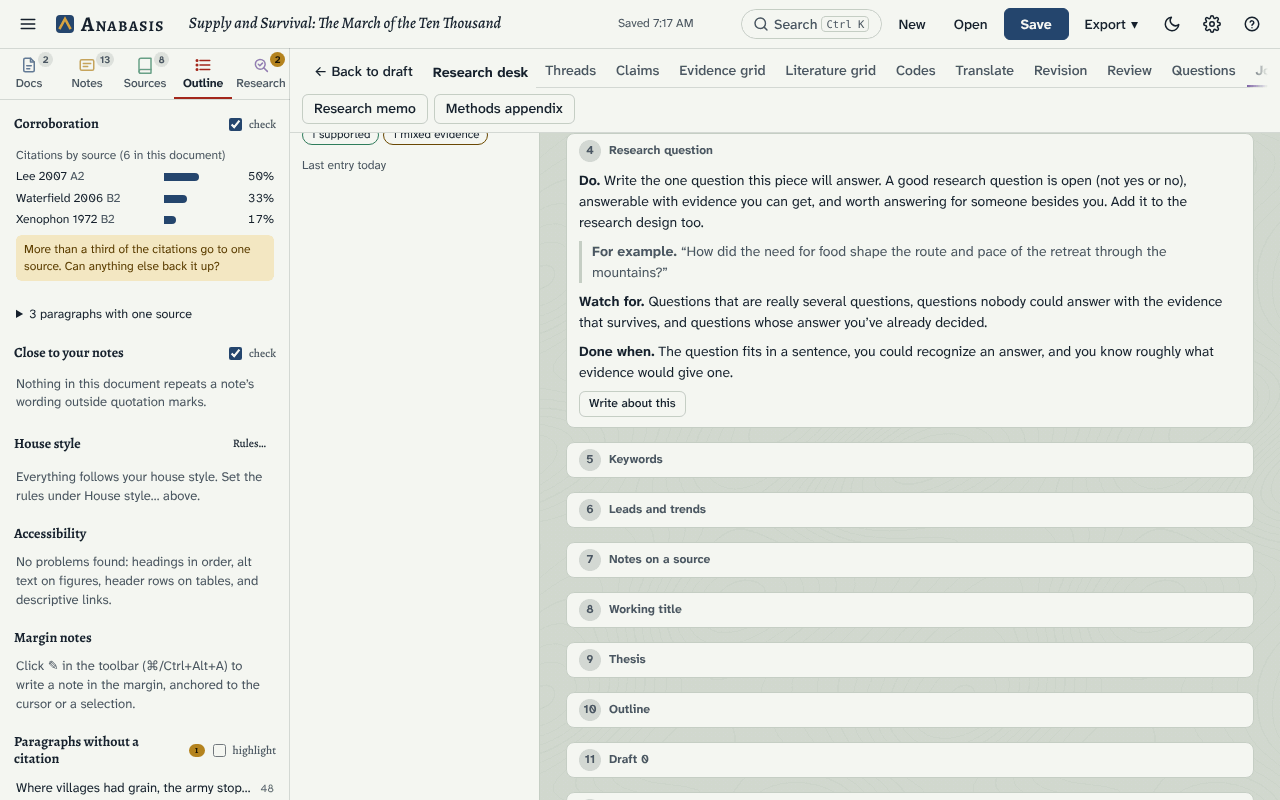 Anabasis
Supply and Survival: The March of the Ten Thousand
Saved 7:17 AM
Search Ctrl K
New
Open
Save
Export ▾
2
Docs
13
Notes
8
Sources
Outline
2
Research
← Back to draft
Research desk
Threads
Claims
Evidence grid
Literature grid
Codes
Translate
Revision
Review
Questions
Research memo
Methods appendix
Corroboration
check
Citations by source (6 in this document)
Lee 2007 A2 50%
Waterfield 2006 B2 33%
Xenophon 1972 B2 17%
More than a third of the citations go to one
source. Can anything else back it up?
▶ 3 paragraphs with one source
Close to your notes
check
Nothing in this document repeats a note's
wording outside quotation marks.
House style
Rules…
Everything follows your house style. Set the
rules under House style… above.
Accessibility
No problems found: headings in order, alt
text on figures, header rows on tables, and
descriptive links.
Margin notes
Click ✎ in the toolbar (⌘/Ctrl+Alt+A) to
write a note in the margin, anchored to the
cursor or a selection.
Paragraphs without a
citation
1
highlight
Where villages had grain, the army stop… 48
1 supported
1 mixed evidence
Last entry today
4 Research question
Do. Write the one question this piece will answer. A good research question is open (not yes or no),
answerable with evidence you can get, and worth answering for someone besides you. Add it to the
research design too.
For example. “How did the need for food shape the route and pace of the retreat through the
mountains?”
Watch for. Questions that are really several questions, questions nobody could answer with the evidence
that survives, and questions whose answer you’ve already decided.
Done when. The question fits in a sentence, you could recognize an answer, and you know roughly what
evidence would give one.
Write about this
5 Keywords
6 Leads and trends
7 Notes on a source
8 Working title
9 Thesis
10 Outline
11 Draft 0